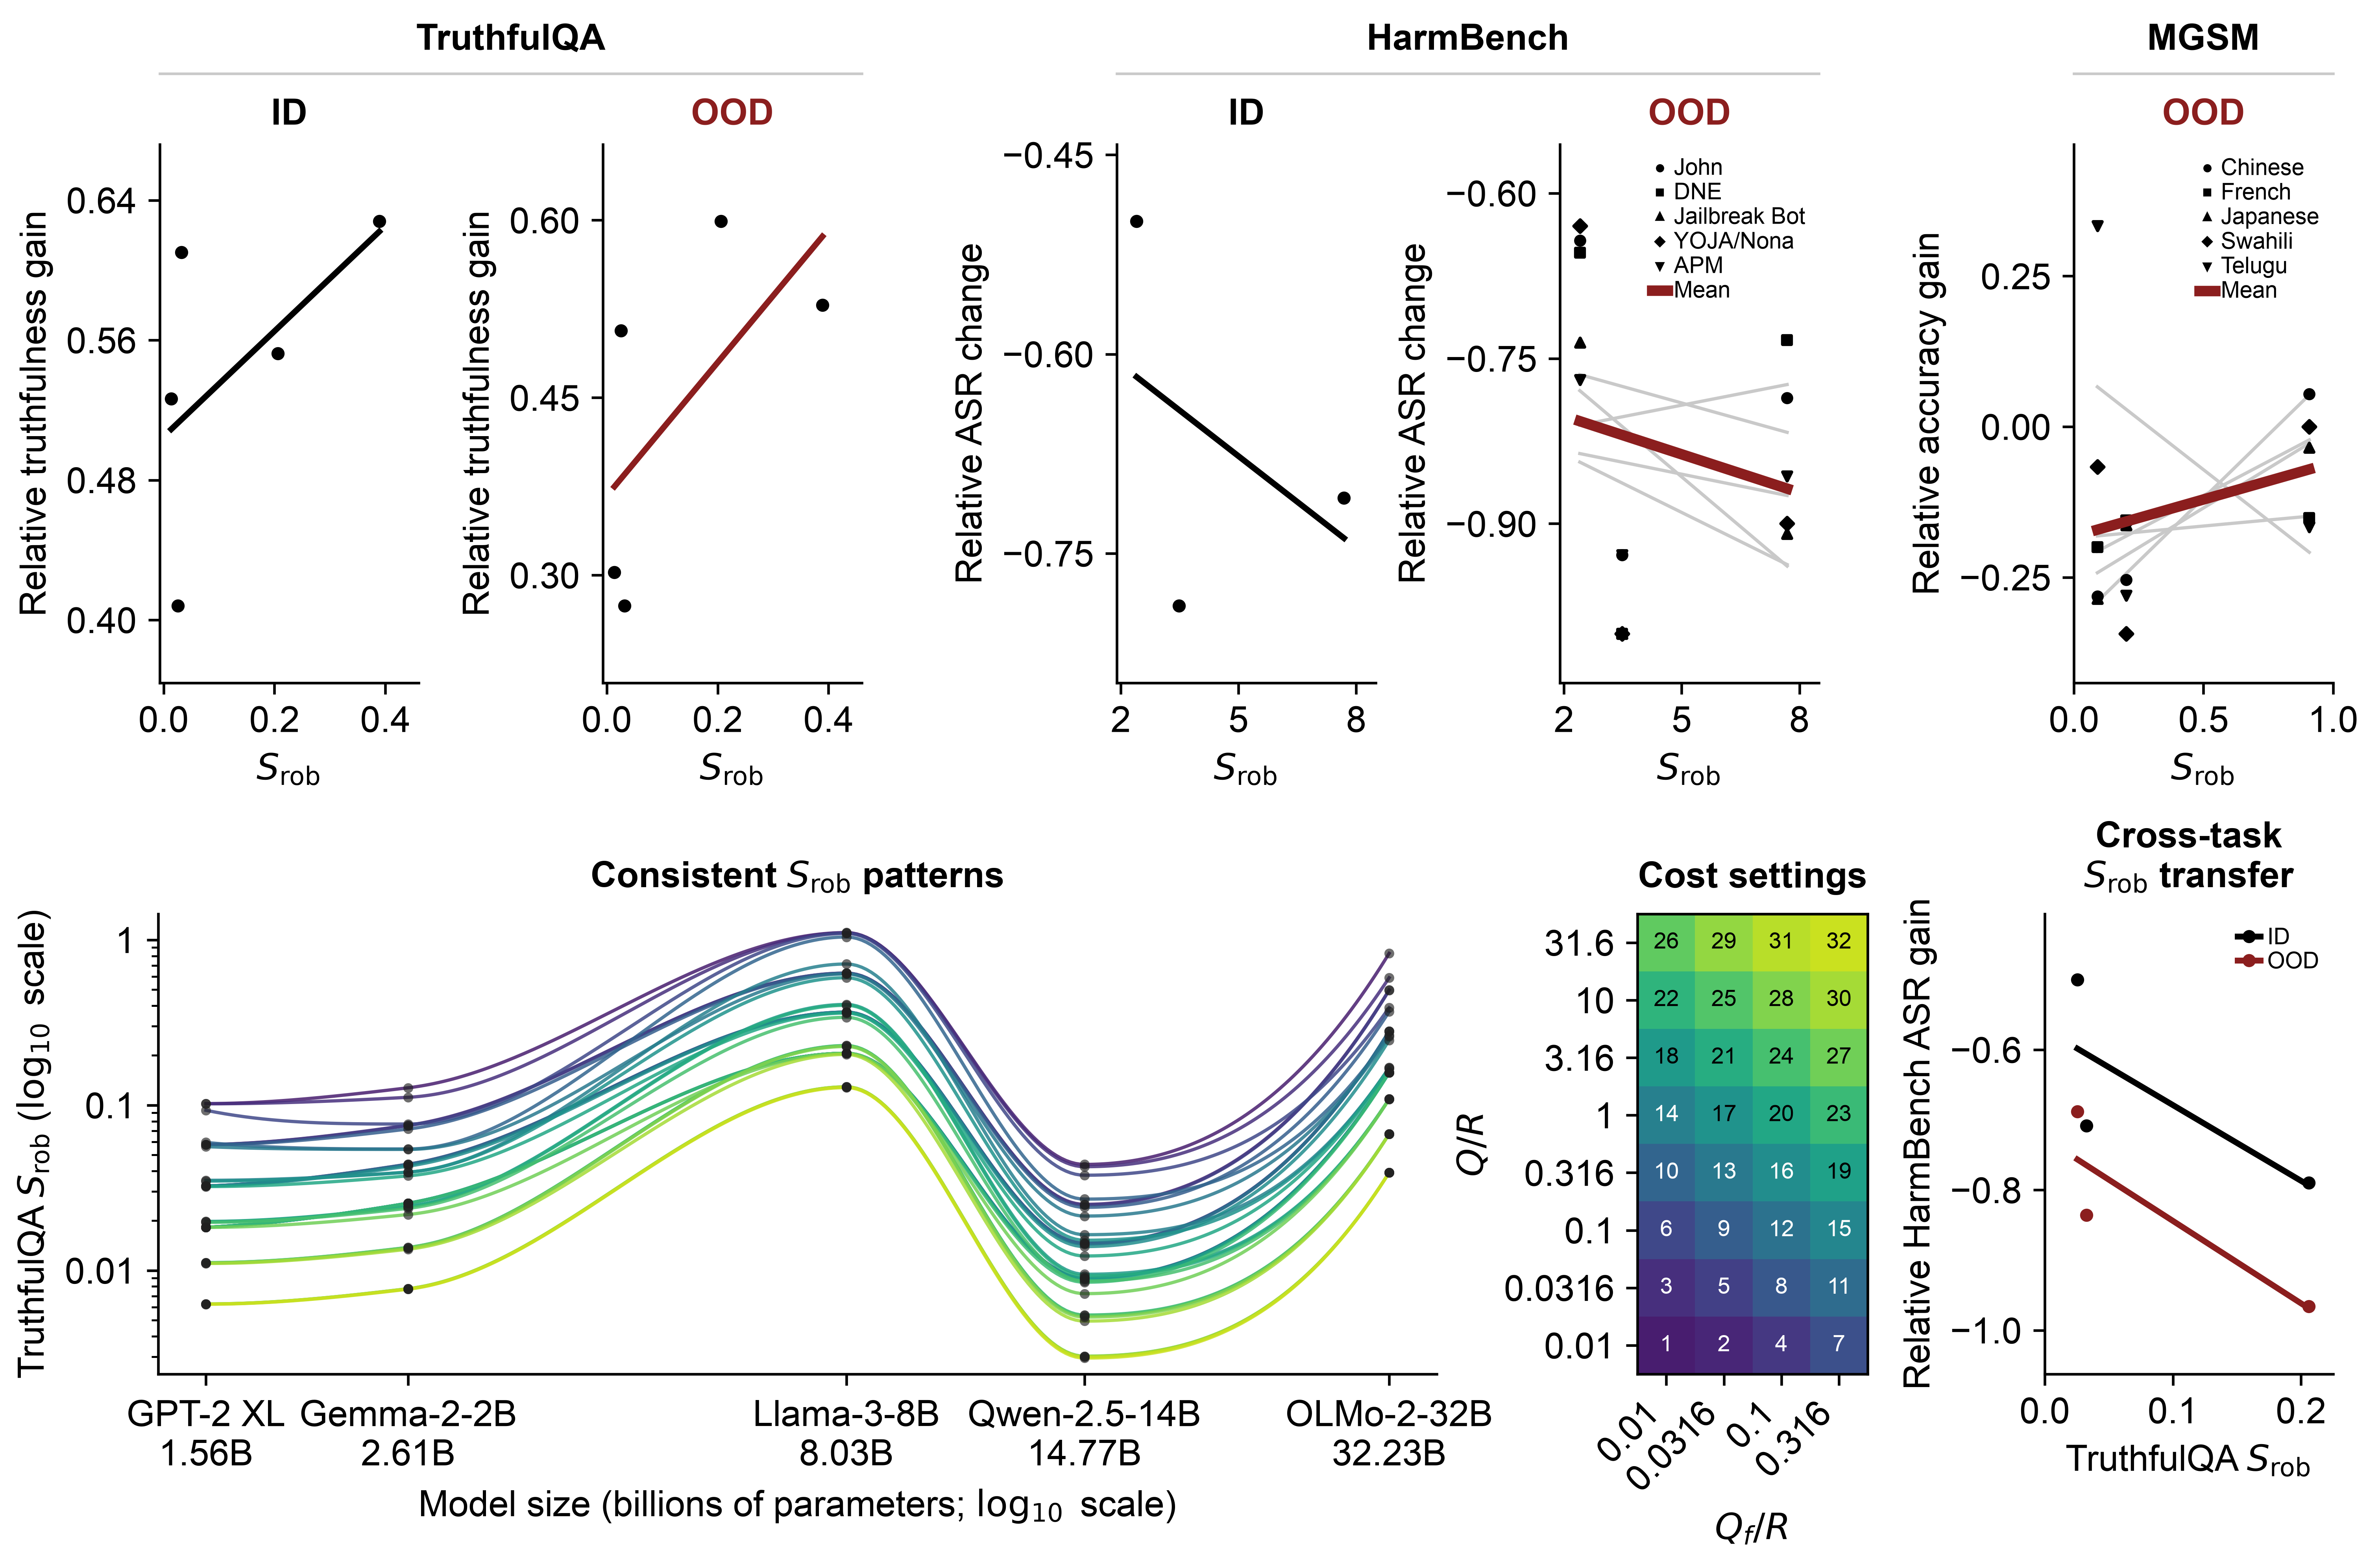 TruthfulQA
HarmBench
MGSM
ID
OOD
ID
OOD
OOD
Relative truthfulness gain
0.64
0.56
0.48
0.40
0.0
0.2
0.4
S_rob
Relative truthfulness gain
0.60
0.45
0.30
0.0
0.2
0.4
S_rob
Relative ASR change
−0.45
−0.60
−0.75
2
5
8
S_rob
Relative ASR change
−0.60
−0.75
−0.90
John
DNE
Jailbreak Bot
YOJA/Nona
APM
Mean
2
5
8
S_rob
Relative accuracy gain
0.25
0.00
−0.25
Chinese
French
Japanese
Swahili
Telugu
Mean
0.0
0.5
1.0
S_rob
Consistent S_rob patterns
TruthfulQA S_rob (log₁₀ scale)
1
0.1
0.01
GPT-2 XL
1.56B
Gemma-2-2B
2.61B
Llama-3-8B
8.03B
Qwen-2.5-14B
14.77B
OLMo-2-32B
32.23B
Model size (billions of parameters; log₁₀ scale)
Cost settings
Q/R
31.6
26 29 31 32
10
22 25 28 30
3.16
18 21 24 27
1
14 17 20 23
0.316
10 13 16 19
0.1
6 9 12 15
0.0316
3 5 8 11
0.01
1 2 4 7
0.01
0.0316
0.1
0.316
Q_f/R
Cross-task
S_rob transfer
Relative HarmBench ASR gain
−0.6
−0.8
−1.0
ID
OOD
0.0
0.1
0.2
TruthfulQA S_rob